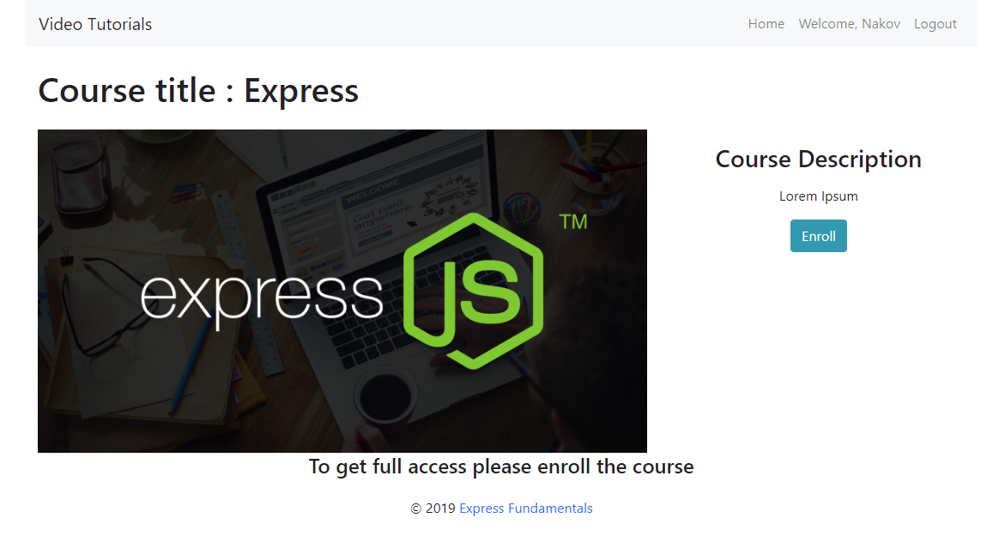 Video Tutorials
Home Welcome, Nakov Logout
Course title : Express
WELCOME
Get paid
anywhere
express JS TM
Course Description
Lorem Ipsum
Enroll
To get full access please enroll the course
© 2019 Express Fundamentals